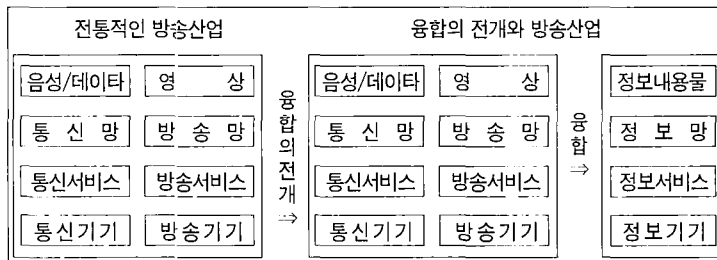 전통적인 방송산업 융합의 전개와 방송산업
음성/데이타 영 상 음성/데이타 영 상 정보내용물
통 신 망 방 송 망 통 신 망 방 송 망 정 보 망
통신서비스 방송서비스 통신서비스 방송서비스 정보서비스
통신기기 방송기기 통신기기 방송기기 정보기기
융합의전개⇒
융합⇒